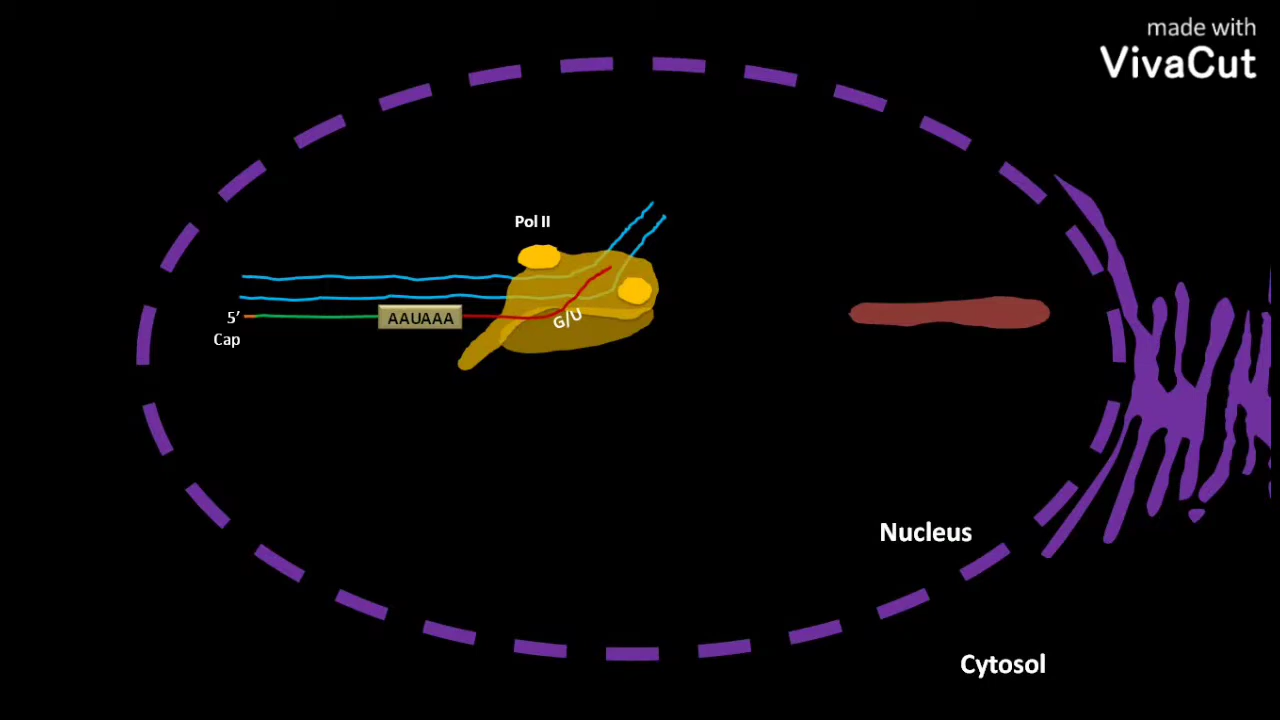 made with
VivaCut
Pol II
5’
Cap
AAUAAA
G/U
Nucleus
Cytosol